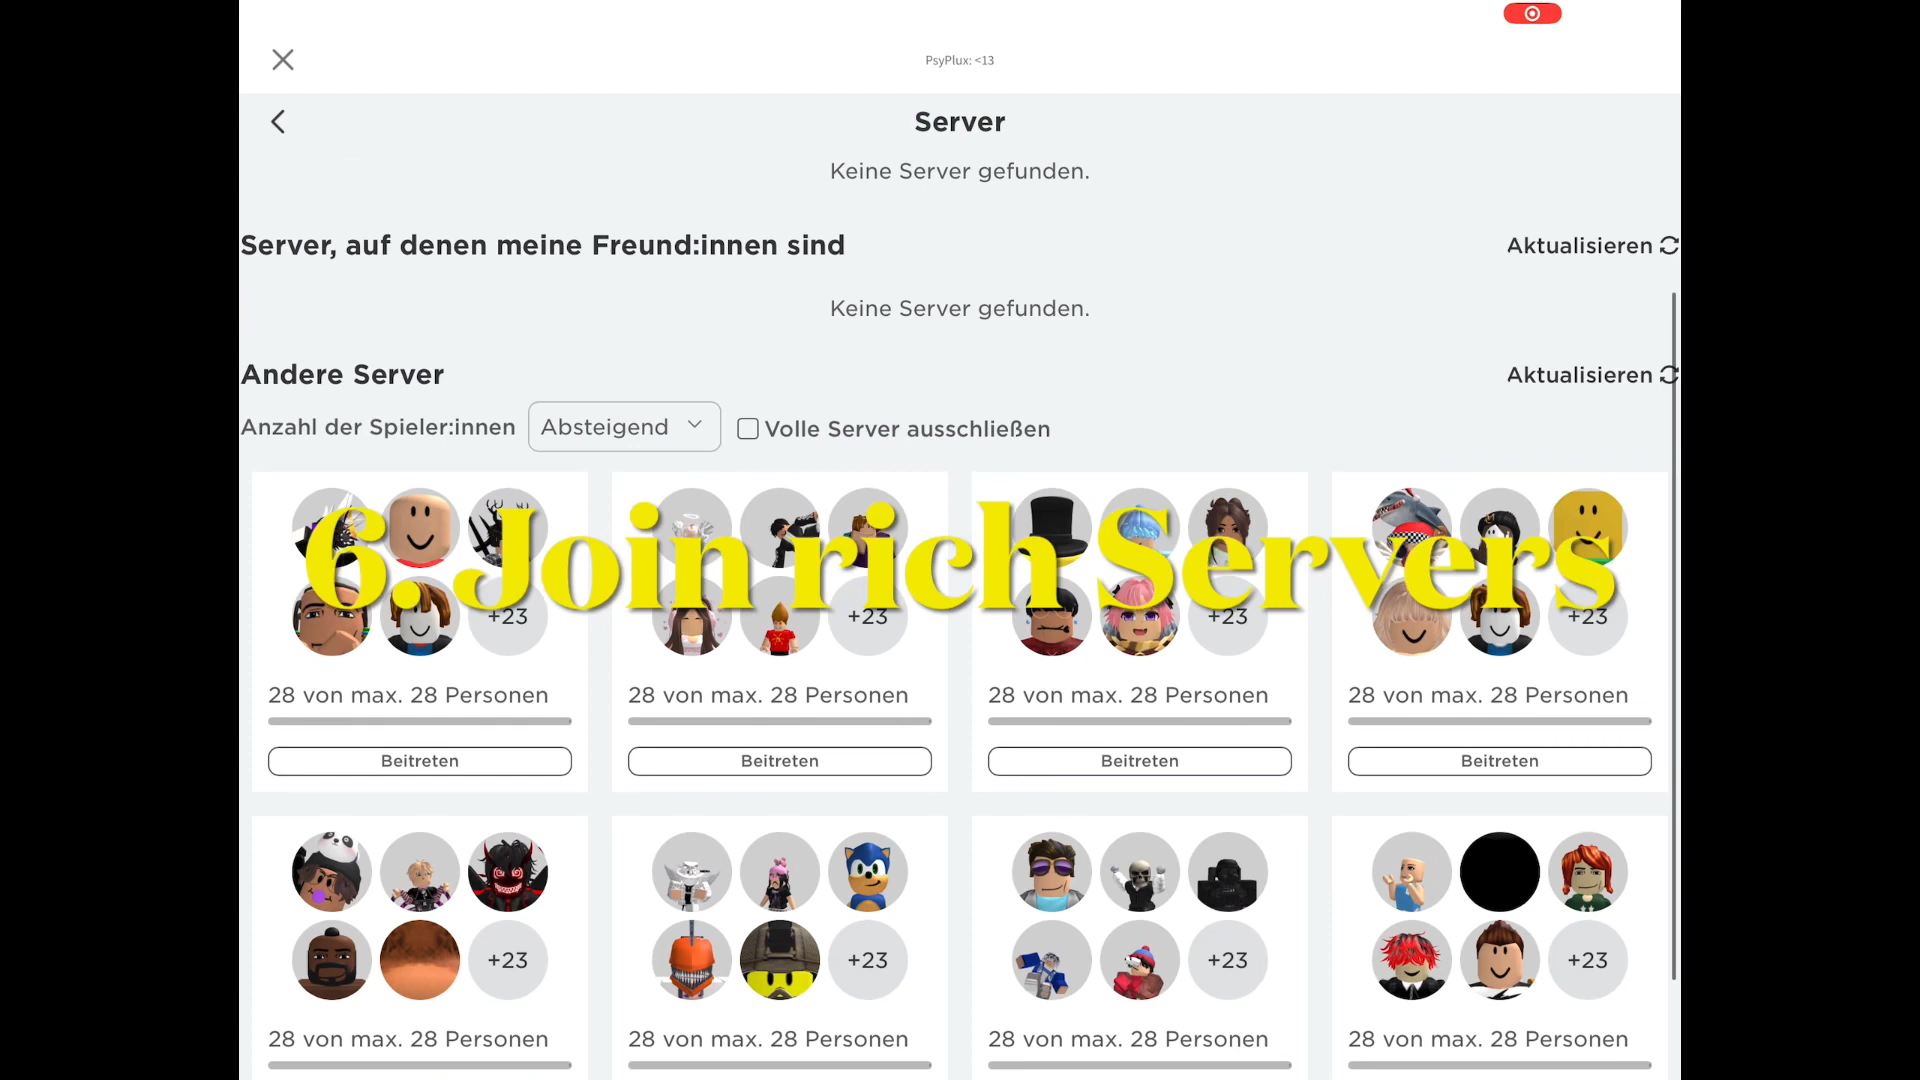 PsyPlux: <13
Server
Keine Server gefunden.
Server, auf denen meine Freund:innen sind
Aktualisieren
Keine Server gefunden.
Andere Server
Aktualisieren
Anzahl der Spieler:innen
Absteigend
Volle Server ausschließen
6. Join rich Servers
+23
+23
+23
+23
28 von max. 28 Personen
28 von max. 28 Personen
28 von max. 28 Personen
28 von max. 28 Personen
Beitreten
Beitreten
Beitreten
Beitreten
+23
+23
+23
+23
28 von max. 28 Personen
28 von max. 28 Personen
28 von max. 28 Personen
28 von max. 28 Personen